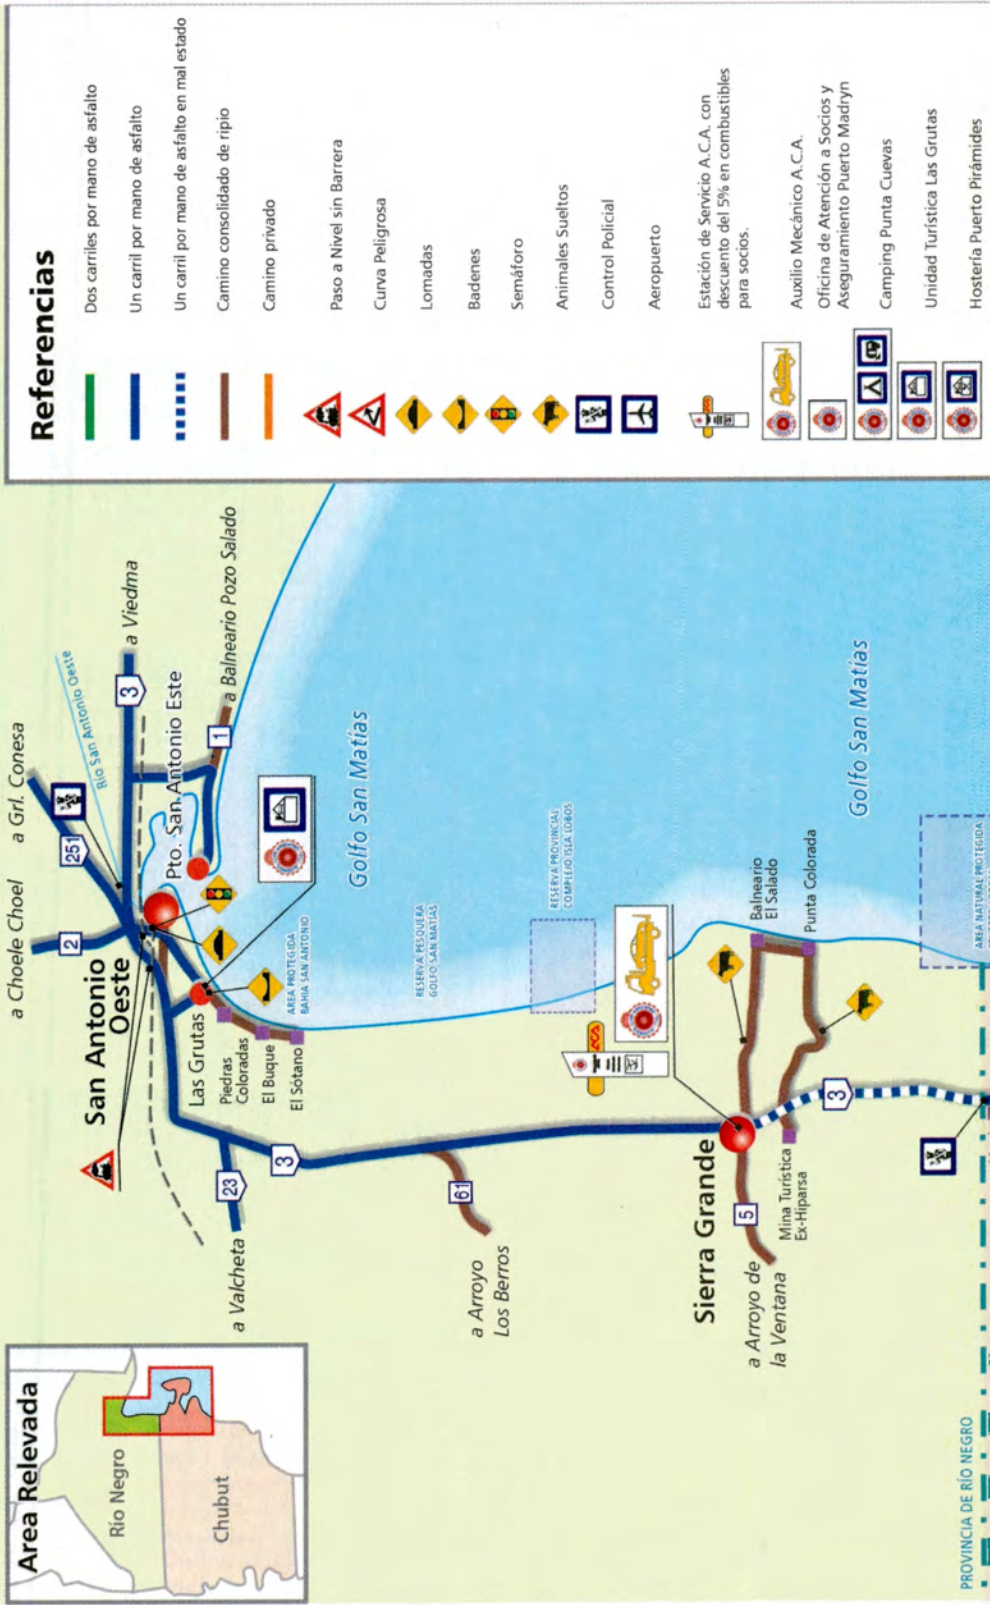 Area Relevada
Río Negro
Chubut
a Choele Choel
a Grl. Conesa
2
251
Río San Antonio Oeste
a Viedma
3
San Antonio
Oeste
Pto. San Antonio Este
1
a Balneario Pozo Salado
Las Grutas
Piedras
Coloradas
El Buque
El Sótano
AREA PROTEGIDA
BAHIA SAN ANTONIO
Golfo San Matías
23
a Valcheta
3
RESERVA PESQUERA
GOLFO SAN MATIAS
61
a Arroyo
Los Berros
RESERVA PROVINCIAL
COMPLEJO ISLA LOBOS
Sierra Grande
5
a Arroyo de
la Ventana
Mina Turística
Ex-Hiparsa
Balneario
El Salado
Punta Colorada
3
Golfo San Matías
AREA NATURAL PROTEGIDA
PROVINCIA DE RÍO NEGRO
Referencias
Dos carriles por mano de asfalto
Un carril por mano de asfalto
Un carril por mano de asfalto en mal estado
Camino consolidado de ripio
Camino privado
Paso a Nivel sin Barrera
Curva Peligrosa
Lomadas
Badenes
Semáforo
Animales Sueltos
Control Policial
Aeropuerto
Estación de Servicio A.C.A. con
descuento del 5% en combustibles
para socios.
Auxilio Mecánico A.C.A.
Oficina de Atención a Socios y
Aseguramiento Puerto Madryn
Camping Punta Cuevas
Unidad Turística Las Grutas
Hostería Puerto Pirámides